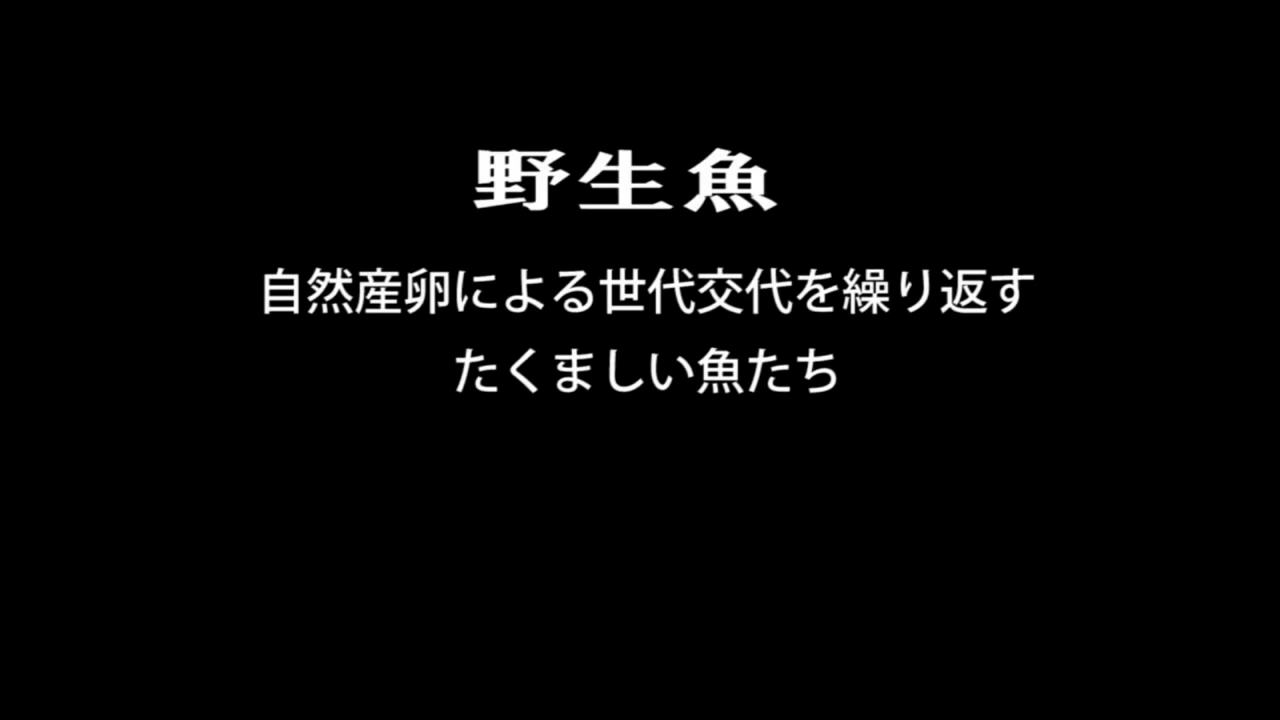 野生魚
自然産卵による世代交代を繰り返す
たくましい魚たち